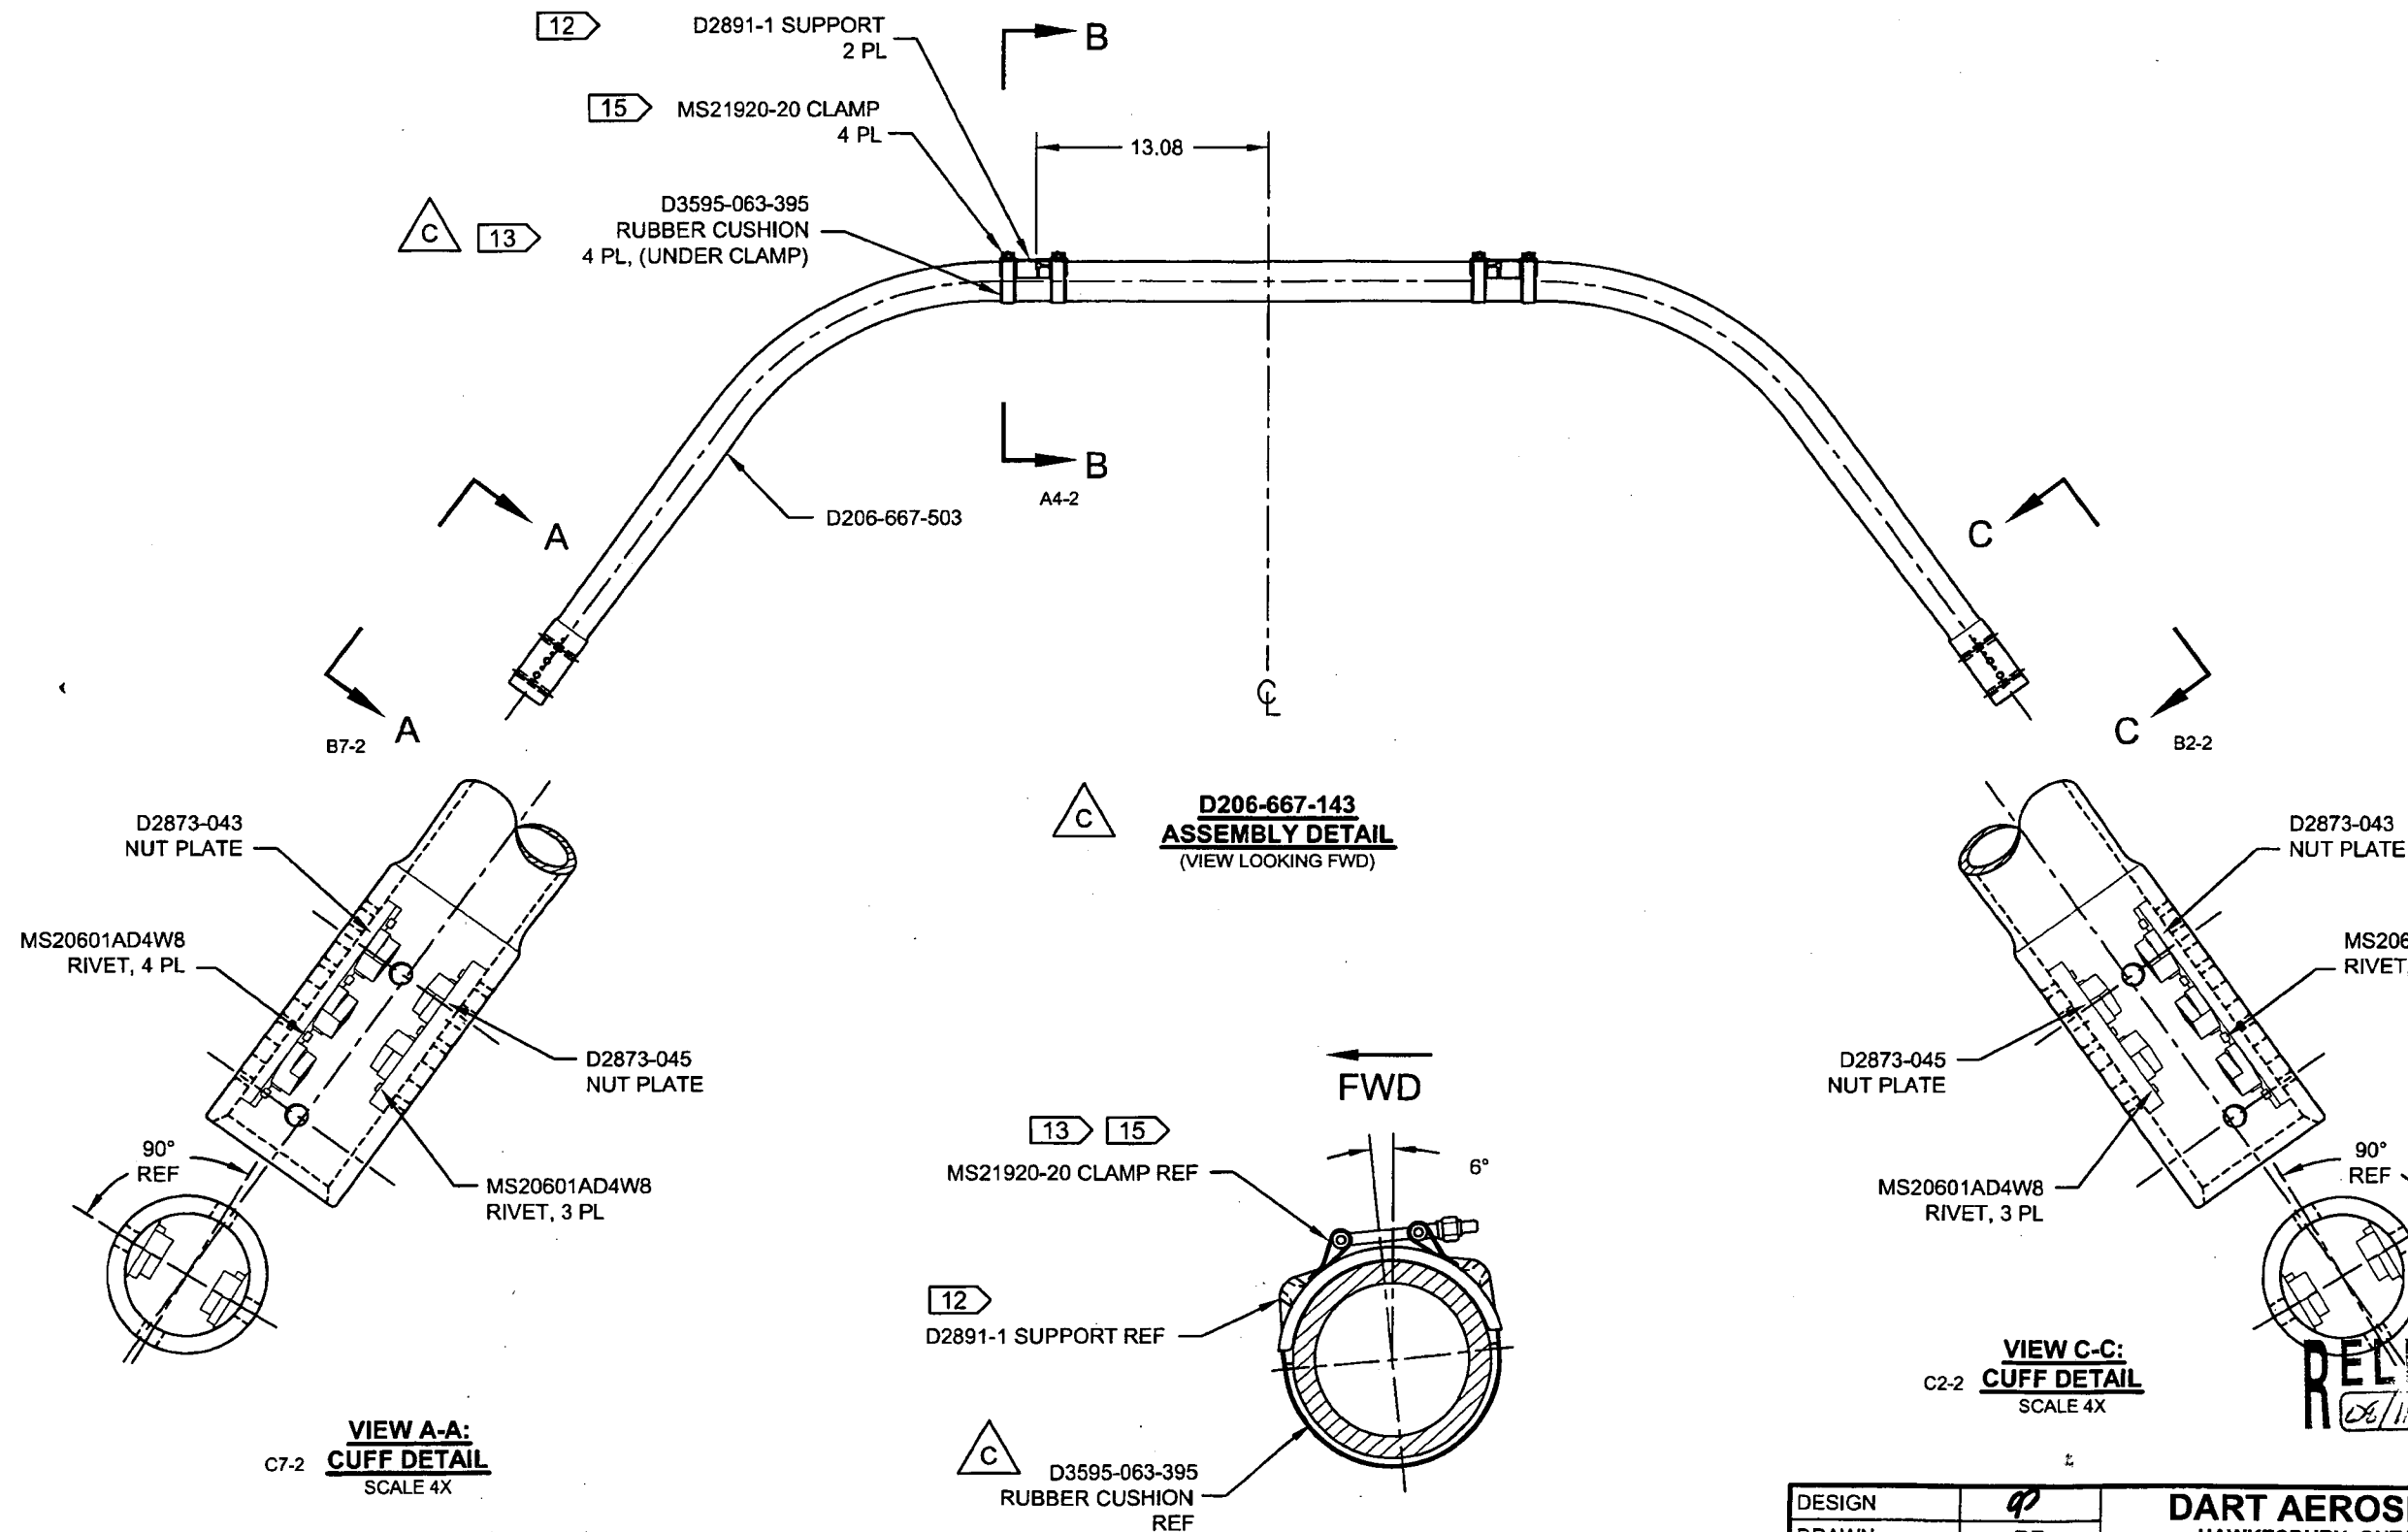 12
D2891-1 SUPPORT
2 PL
B
15
MS21920-20 CLAMP
4 PL
13.08
C
13
D3595-063-395
RUBBER CUSHION
4 PL, (UNDER CLAMP)
B
A4-2
D206-667-503
A
C
A
B7-2
C
B2-2
C
D206-667-143
ASSEMBLY DETAIL
(VIEW LOOKING FWD)
D2873-043
NUT PLATE
MS20601AD4W8
RIVET, 4 PL
D2873-045
NUT PLATE
MS20601AD4W8
RIVET, 3 PL
90°
REF
VIEW A-A:
C7-2 CUFF DETAIL
SCALE 4X
FWD
13 15
MS21920-20 CLAMP REF
6°
12
D2891-1 SUPPORT REF
C
D3595-063-395
RUBBER CUSHION
REF
D2873-043
NUT PLATE
RIVET,
D2873-045
NUT PLATE
MS20601AD4W8
RIVET, 3 PL
90°
REF
VIEW C-C:
C2-2 CUFF DETAIL
SCALE 4X
DESIGN
DART